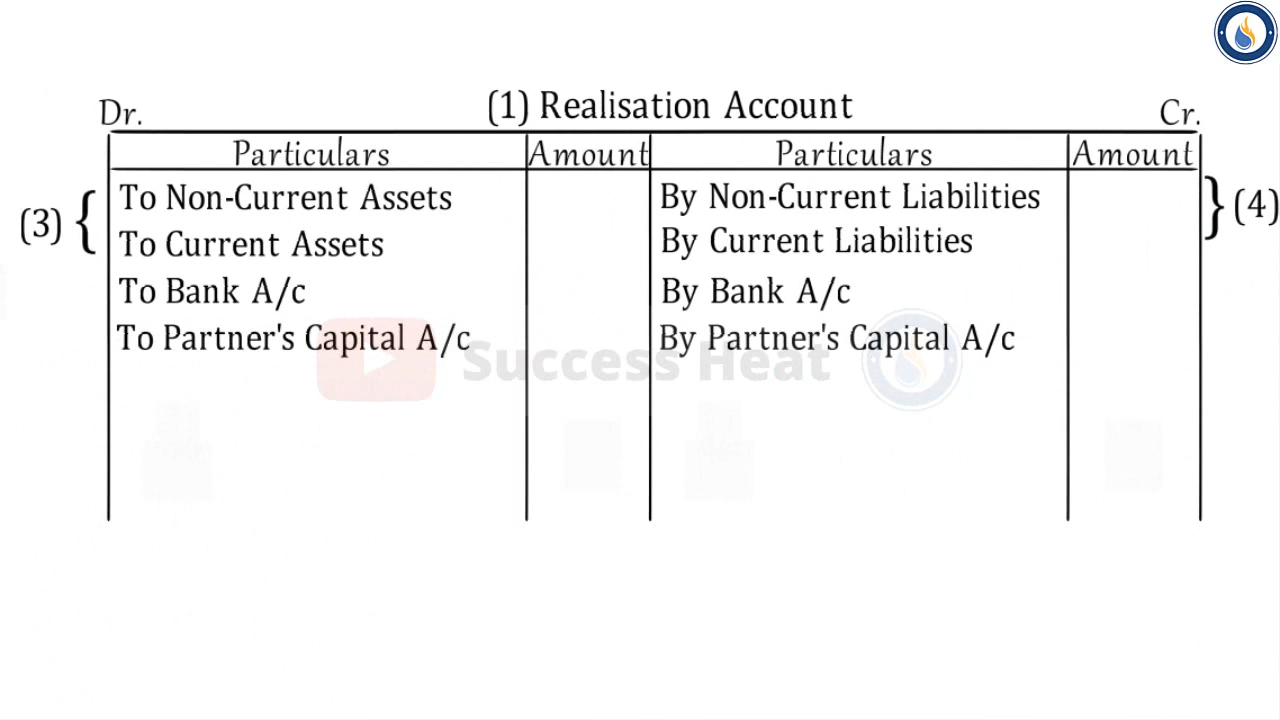 Dr. (1) Realisation Account Cr.
Particulars Amount Particulars Amount
(3) { To Non-Current Assets By Non-Current Liabilities } (4)
To Current Assets By Current Liabilities
To Bank A/c By Bank A/c
To Partner's Capital A/c By Partner's Capital A/c
Success Heat